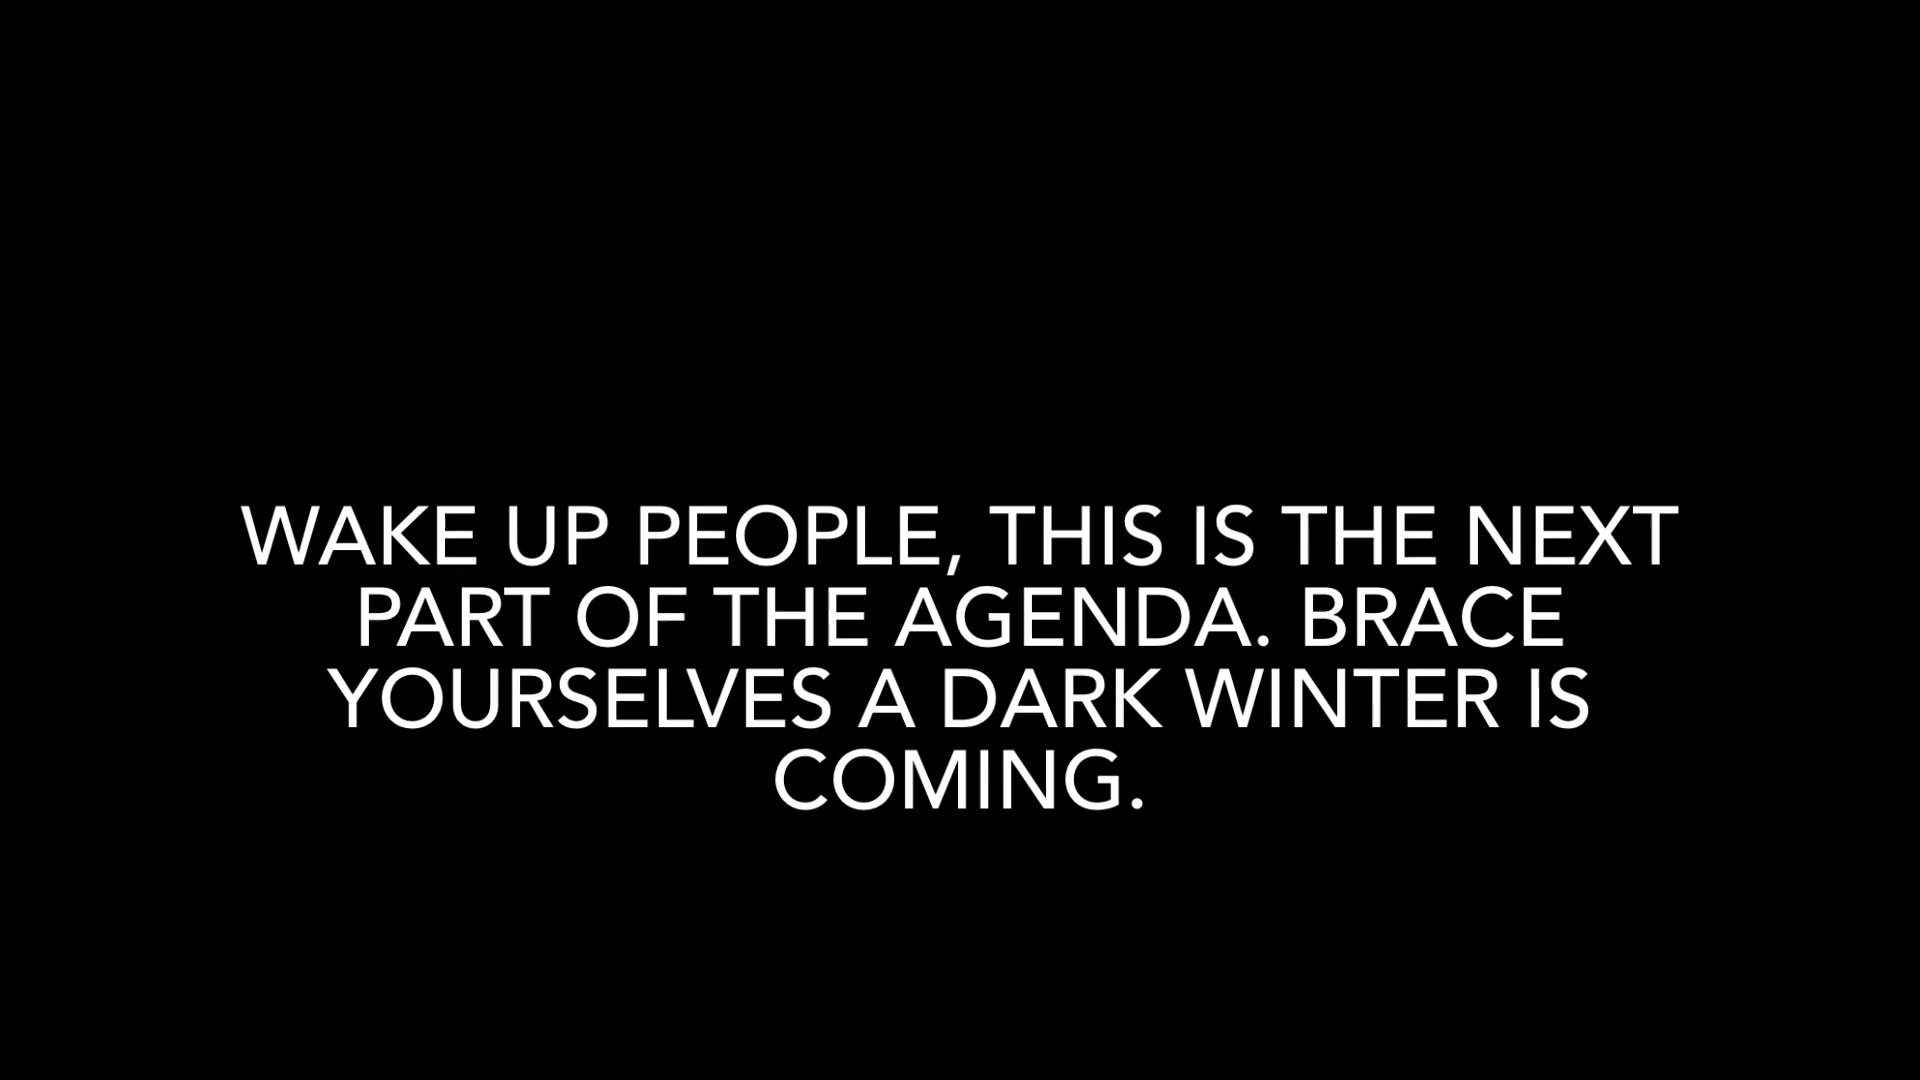 WAKE UP PEOPLE, THIS IS THE NEXT
PART OF THE AGENDA. BRACE
YOURSELVES A DARK WINTER IS
COMING.